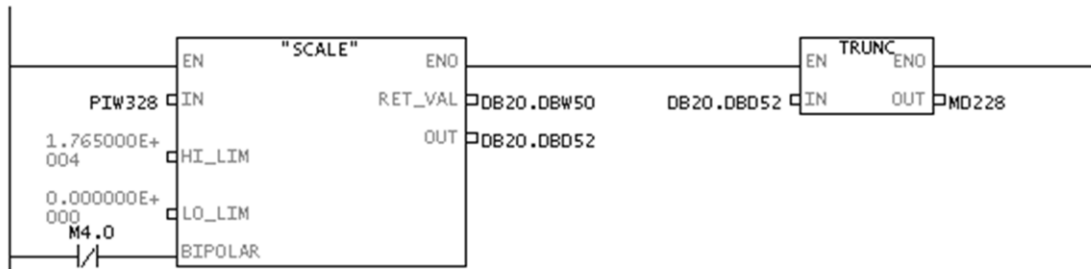 "SCALE"
TRUNC
EN
ENO
EN
ENO
PIW328
IN
RET_VAL
DB20.DBW50
DB20.DBD52
IN
OUT
MD228
1.765000E+
004
HI_LIM
OUT
DB20.DBD52
0.000000E+
000
LO_LIM
M4.0
BIPOLAR